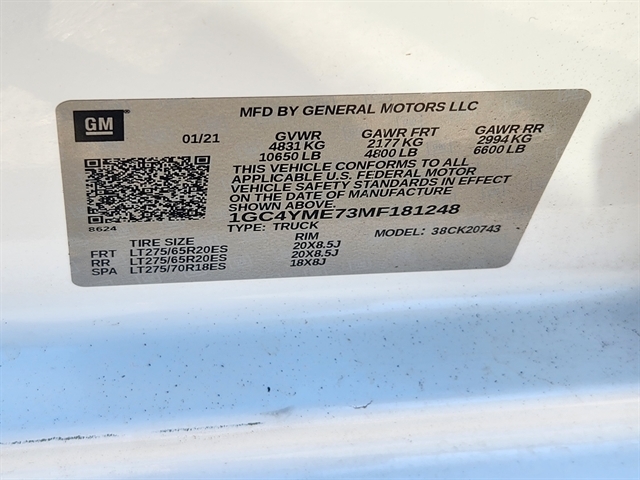 GM
MFD BY GENERAL MOTORS LLC
01/21 GVWR GAWR FRT GAWR RR
4831 KG 2177 KG 2994 KG
10650 LB 4800 LB 6600 LB
THIS VEHICLE CONFORMS TO ALL
APPLICABLE U.S. FEDERAL MOTOR
VEHICLE SAFETY STANDARDS IN EFFECT
ON THE DATE OF MANUFACTURE
SHOWN ABOVE.
8624 1GC4YME73MF181248
TYPE: TRUCK MODEL: 38CK20743
TIRE SIZE RIM
FRT LT275/65R20ES 20X8.5J
RR LT275/65R20ES 20X8.5J
SPA LT275/70R18ES 18X8J